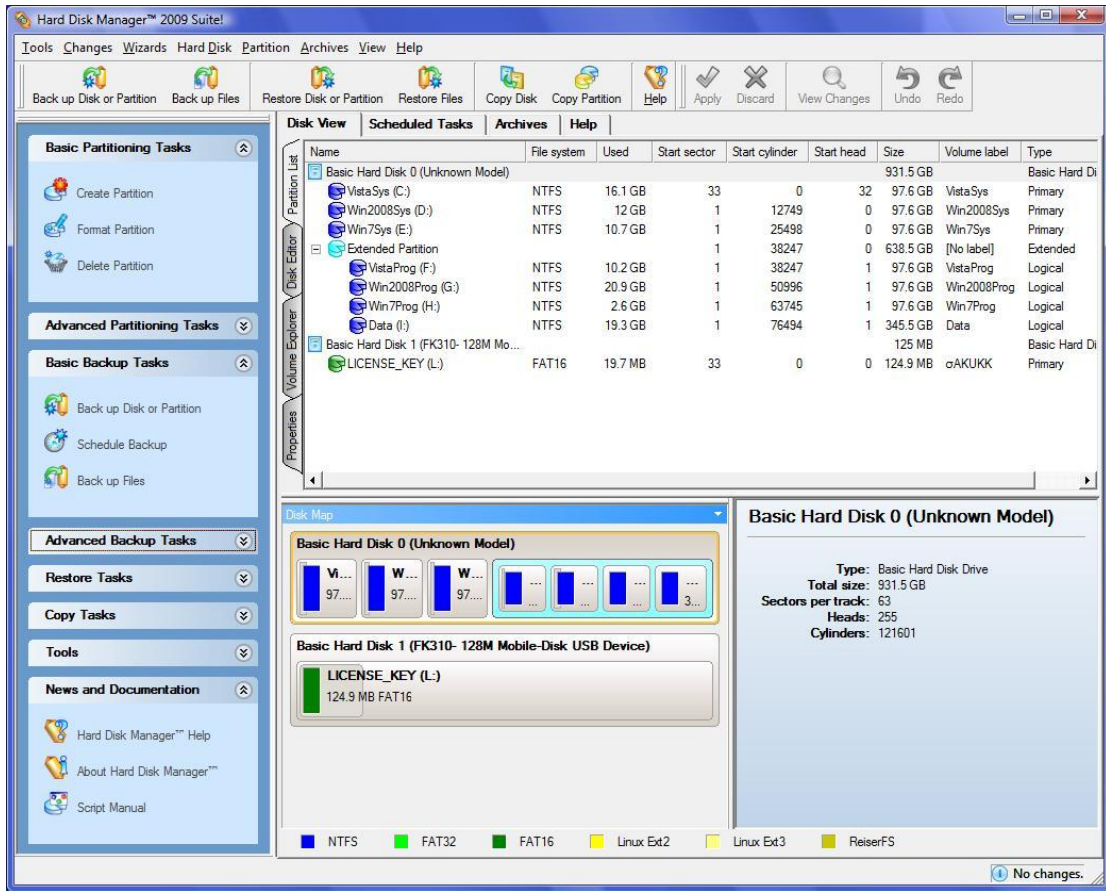 Hard Disk Manager™ 2009 Suite!
Tools Changes Wizards Hard Disk Partition Archives View Help
Back up Disk or Partition Back up Files Restore Disk or Partition Restore Files Copy Disk Copy Partition Help Apply Discard View Changes Undo Redo
Basic Partitioning Tasks
Create Partition
Format Partition
Delete Partition
Advanced Partitioning Tasks
Basic Backup Tasks
Back up Disk or Partition
Schedule Backup
Back up Files
Advanced Backup Tasks
Restore Tasks
Copy Tasks
Tools
News and Documentation
Hard Disk Manager™ Help
About Hard Disk Manager™
Script Manual
Disk View Scheduled Tasks Archives Help
Partition List
Disk Editor
Volume Explorer
Properties
Name File system Used Start sector Start cylinder Start head Size Volume label Type
Basic Hard Disk 0 (Unknown Model) 931.5 GB Basic Hard Di
VistaSys (C:) NTFS 16.1 GB 33 0 32 97.6 GB VistaSys Primary
Win2008Sys (D:) NTFS 12 GB 1 12749 0 97.6 GB Win2008Sys Primary
Win7Sys (E:) NTFS 10.7 GB 1 25498 0 97.6 GB Win7Sys Primary
Extended Partition 1 38247 0 638.5 GB [No label] Extended
VistaProg (F:) NTFS 10.2 GB 1 38247 1 97.6 GB VistaProg Logical
Win2008Prog (G:) NTFS 20.9 GB 1 50996 1 97.6 GB Win2008Prog Logical
Win7Prog (H:) NTFS 2.6 GB 1 63745 1 97.6 GB Win7Prog Logical
Data (I:) NTFS 19.3 GB 1 76494 1 345.5 GB Data Logical
Basic Hard Disk 1 (FK310- 128M Mo... 125 MB Basic Hard Di
LICENSE_KEY (L:) FAT16 19.7 MB 33 0 0 124.9 MB σAKUKK Primary
Disk Map
Basic Hard Disk 0 (Unknown Model)
Vi... W... W... ... ... ... ...
97.... 97.... 97.... ... ... ... 3...
Basic Hard Disk 1 (FK310- 128M Mobile-Disk USB Device)
LICENSE_KEY (L:)
124.9 MB FAT16
Basic Hard Disk 0 (Unknown Model)
Type: Basic Hard Disk Drive
Total size: 931.5 GB
Sectors per track: 63
Heads: 255
Cylinders: 121601
NTFS FAT32 FAT16 Linux Ext2 Linux Ext3 ReiserFS
No changes.